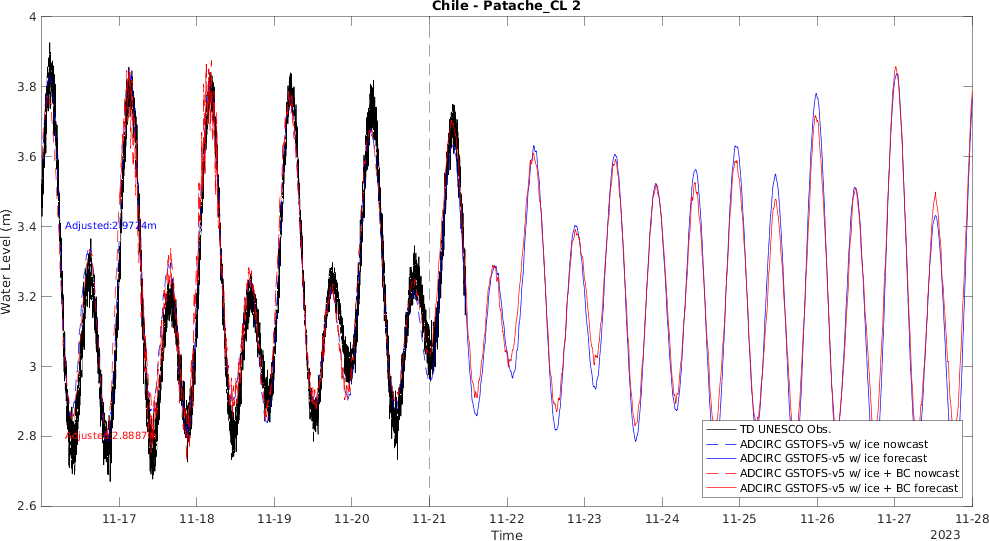 Chile - Patache_CL 2
Water Level (m)
4
3.8
3.6
3.4
3.2
3
2.8
2.6
Adjusted:2.9724m
Adjusted:2.8887m
TD UNESCO Obs.
ADCIRC GSTOFS-v5 w/ ice nowcast
ADCIRC GSTOFS-v5 w/ ice forecast
ADCIRC GSTOFS-v5 w/ ice + BC nowcast
ADCIRC GSTOFS-v5 w/ ice + BC forecast
11-17 11-18 11-19 11-20 11-21 11-22 11-23 11-24 11-25 11-26 11-27 11-28
Time
2023